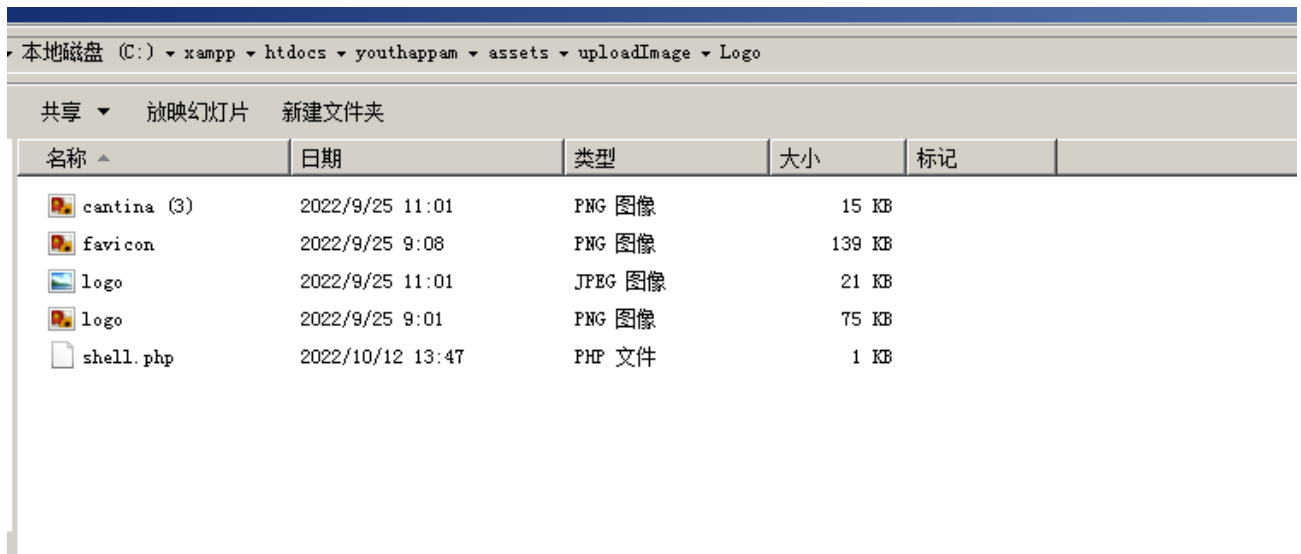 本地磁盘 (C:) ▾ xampp ▾ htdocs ▾ youthappam ▾ assets ▾ uploadImage ▾ Logo
共享 ▾ 放映幻灯片 新建文件夹
名称 日期 类型 大小 标记
cantina (3) 2022/9/25 11:01 PNG 图像 15 KB
favicon 2022/9/25 9:08 PNG 图像 139 KB
logo 2022/9/25 11:01 JPEG 图像 21 KB
logo 2022/9/25 9:01 PNG 图像 75 KB
shell.php 2022/10/12 13:47 PHP 文件 1 KB